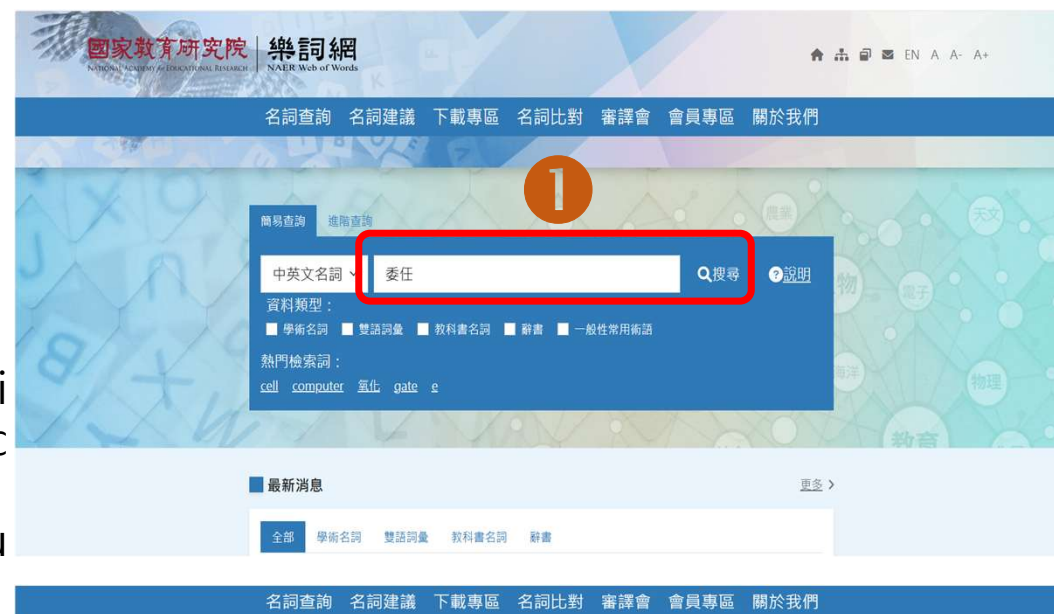 國家教育研究院 樂詞網
NATIONAL ACADEMY for EDUCATIONAL RESEARCH NAER Web of Words
EN A A- A+
名詞查詢 名詞建議 下載專區 名詞比對 審譯會 會員專區 關於我們
1
簡易查詢 進階查詢
中英文名詞 委任 搜尋 ?說明
資料類型：
學術名詞 雙語詞彙 教科書名詞 辭書 一般性常用術語
熱門檢索詞：
cell computer 氧化 gate e
農業
天文
物
電子
海洋
物理
教育
i
c
u
最新消息 更多 >
全部 學術名詞 雙語詞彙 教科書名詞 辭書
名詞查詢 名詞建議 下載專區 名詞比對 審譯會 會員專區 關於我們